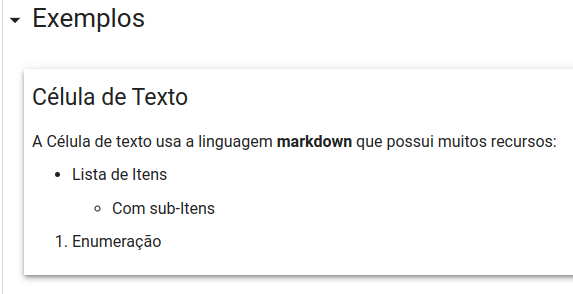 Exemplos
Célula de Texto
A Célula de texto usa a linguagem markdown que possui muitos recursos:
• Lista de Itens
◦ Com sub-Itens
1. Enumeração